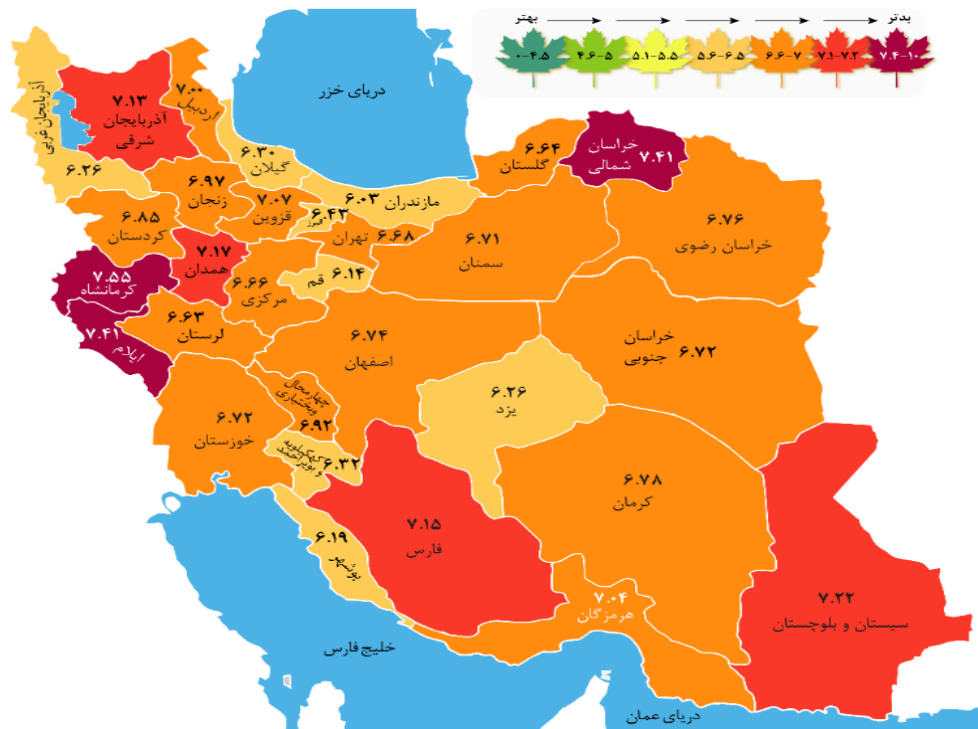 بهتر
بدتر
۰-۴.۵
۴.۶-۵
۵.۱-۵.۵
۵.۶-۶.۵
۶.۶-۷
۷.۱-۷.۳
۷.۴-۱۰
دریای خزر
آذربایجان غربی
۶.۲۶
۷.۱۳
آذربایجان
شرقی
۷.۰۰
اردبیل
۶.۳۰
گیلان
۶.۰۳
مازندران
۶.۶۴
گلستان
خراسان
شمالی
۷.۴۱
۶.۷۶
خراسان رضوی
۶.۹۷
زنجان
۷.۰۷
قزوین
۶.۴۳
البرز
تهران ۶.۶۸
۶.۷۱
سمنان
۶.۸۵
کردستان
۷.۱۷
همدان
۶.۶۶
مرکزی
قم ۶.۱۴
۷.۵۵
کرمانشاه
۷.۴۱
ایلام
۶.۶۳
لرستان
۶.۷۴
اصفهان
خراسان
جنوبی
۶.۷۲
۶.۲۶
یزد
چهارمحال
وبختیاری
۶.۹۲
۶.۷۲
خوزستان
کهگیلویه
و بویراحمد
۶.۳۲
۶.۷۸
کرمان
۶.۱۹
بوشهر
۷.۱۵
فارس
۷.۰۴
هرمزگان
۷.۲۲
سیستان و بلوچستان
خلیج فارس
دریای عمان